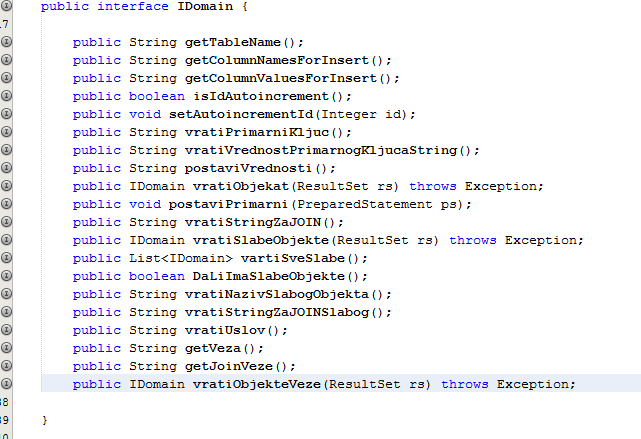 public interface IDomain {
17
public String getTableName();
public String getColumnNamesForInsert();
public String getColumnValuesForInsert();
public boolean isIdAutoincrement();
public void setAutoincrementId(Integer id);
public String vratiPrimarniKljuc();
public String vratiVrednostPrimarnogKljucaString();
public String postaviVrednosti();
public IDomain vratiObjekat(ResultSet rs) throws Exception;
public void postaviPrimarni(PreparedStatement ps);
public String vratiStringZaJOIN();
public IDomain vratiSlabeObjekte(ResultSet rs) throws Exception;
public List<IDomain> vartiSveSlabe();
public boolean DaLiImaSlabeObjekte();
public String vratiNazivSlabogObjekta();
public String vratiStringZaJOINSlabog();
public String vratiUslov();
public String getVeza();
public String getJoinVeze();
public IDomain vratiObjekteVeze(ResultSet rs) throws Exception;
38
39 }